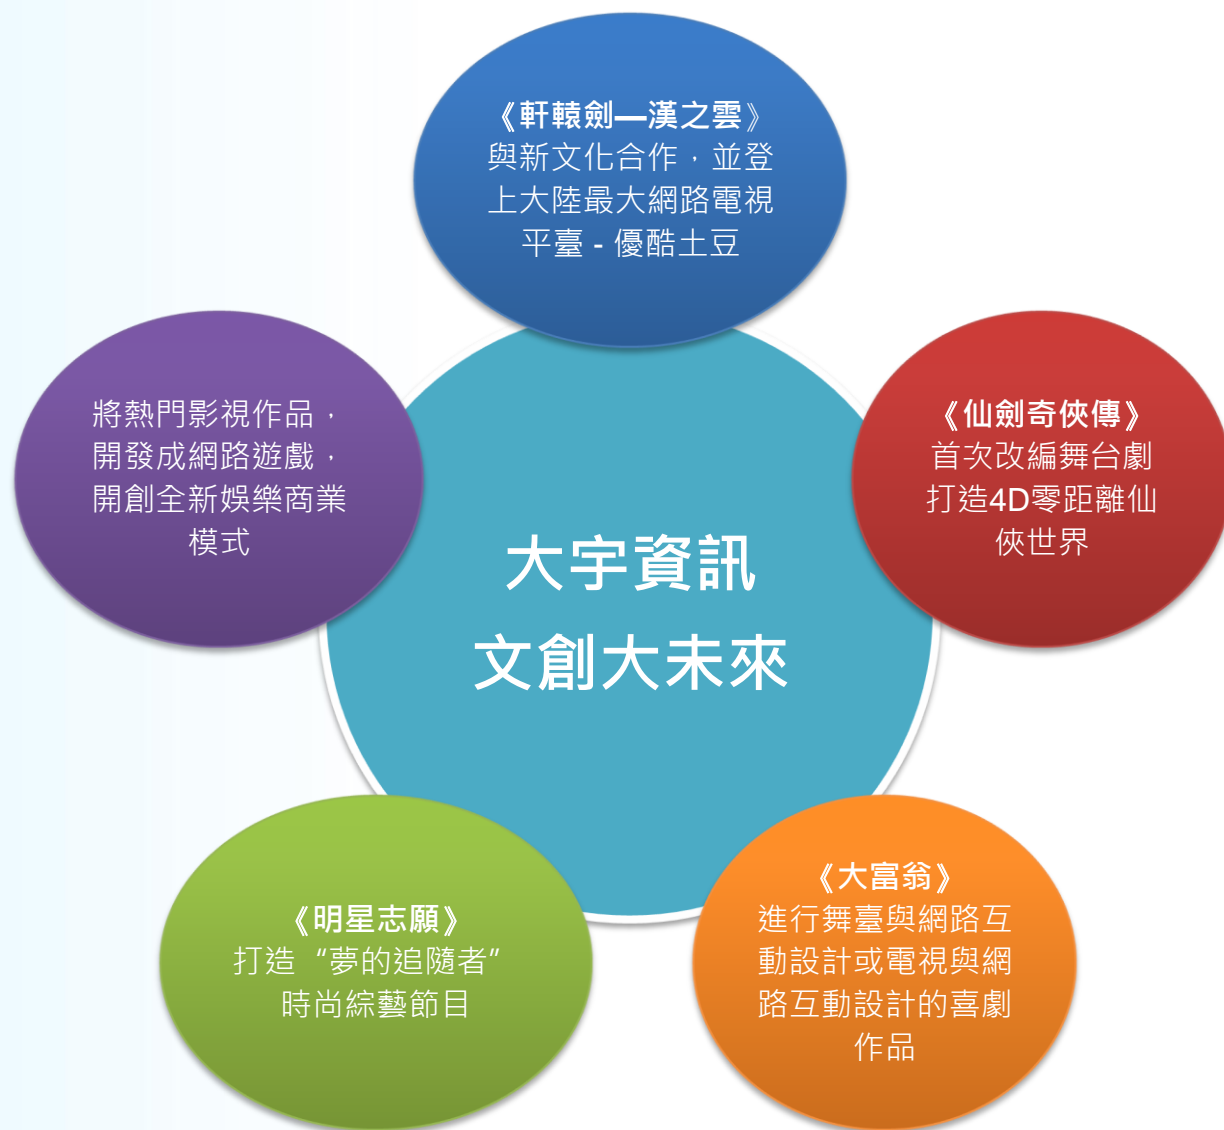 《軒轅劍—漢之雲》
與新文化合作，並登
上大陸最大網路電視
平臺 - 優酷土豆
《仙劍奇俠傳》
首次改編舞台劇
打造4D零距離仙
俠世界
《大富翁》
進行舞臺與網路互
動設計或電視與網
路互動設計的喜劇
作品
《明星志願》
打造“夢的追隨者”
時尚綜藝節目
將熱門影視作品，
開發成網路遊戲，
開創全新娛樂商業
模式
大宇資訊
文創大未來